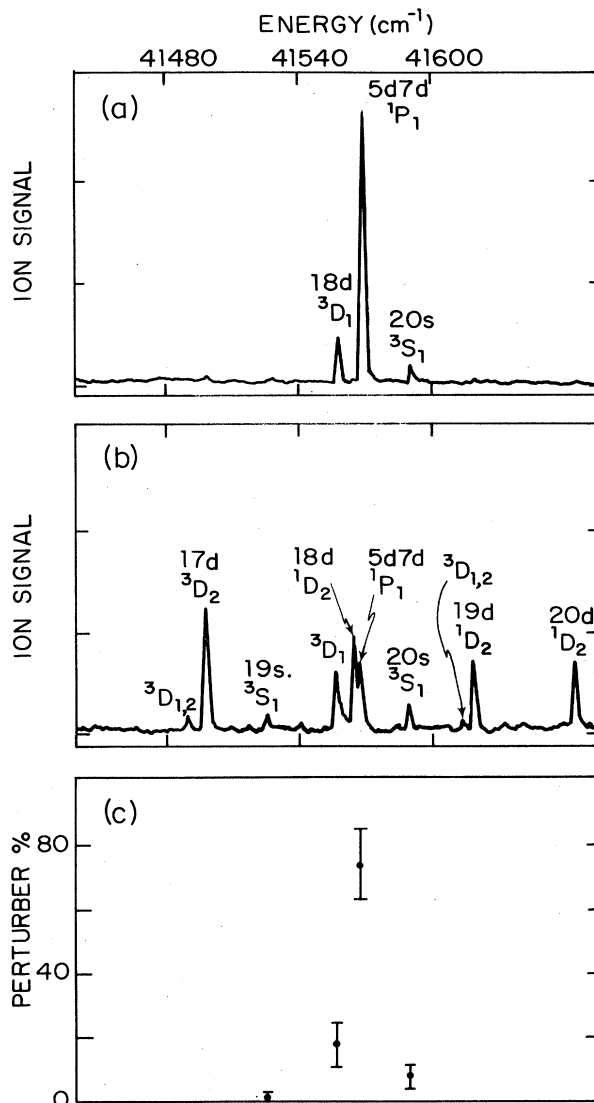 ENERGY (cm⁻¹)
41480 41540 41600
(a)
5d7d
¹P₁
18d
³D₁
20s
³S₁
ION SIGNAL
(b)
17d
³D₂
18d
¹D₂
5d7d
¹P₁
³D₁,₂
19d
¹D₂
20d
¹D₂
³D₁,₂
19s.
³S₁
³D₁
20s
³S₁
ION SIGNAL
(c)
PERTURBER %
80
40
0